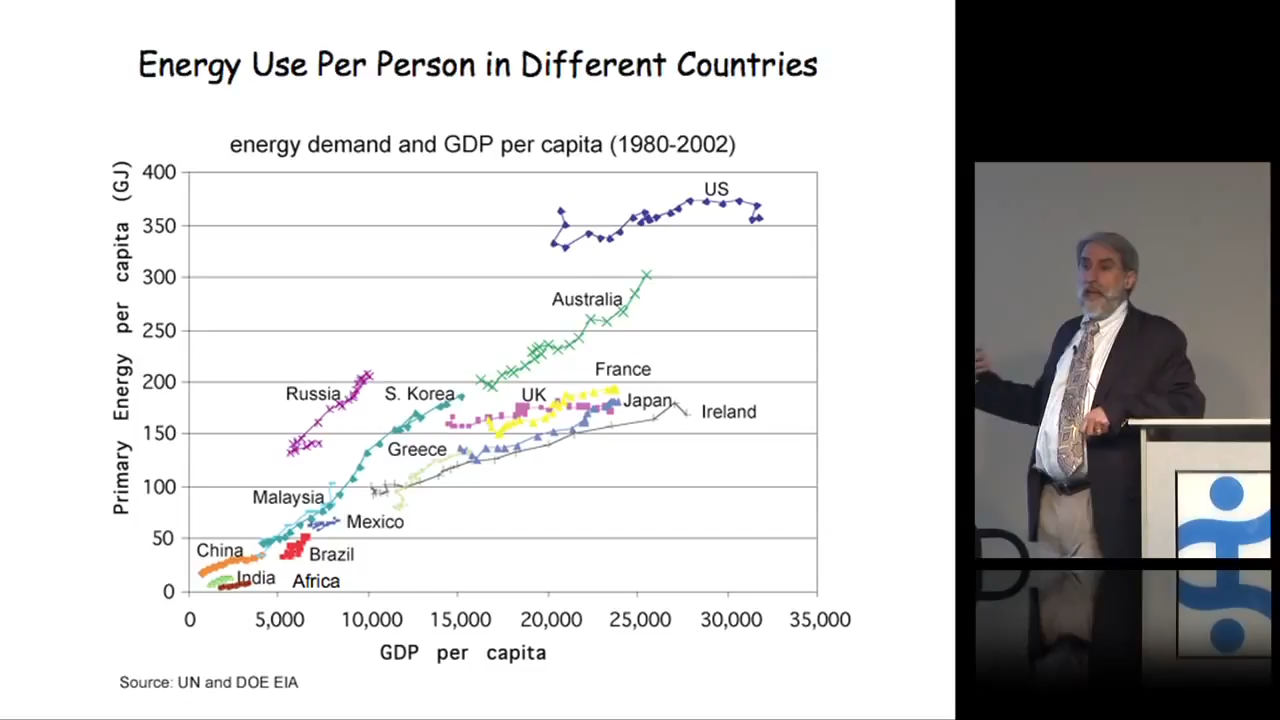 Energy Use Per Person in Different Countries
energy demand and GDP per capita (1980-2002)
Primary Energy per capita (GJ)
400
350
300
250
200
150
100
50
0
US
Australia
France
Russia
S. Korea
UK
Japan
Ireland
Greece
Malaysia
Mexico
China
Brazil
India
Africa
0
5,000
10,000
15,000
20,000
25,000
30,000
35,000
GDP per capita
Source: UN and DOE EIA